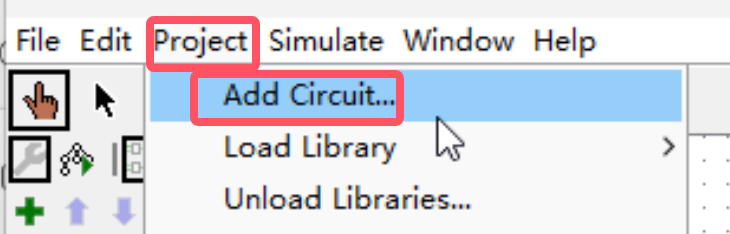 File Edit Project Simulate Window Help
Add Circuit...
Load Library
Unload Libraries...